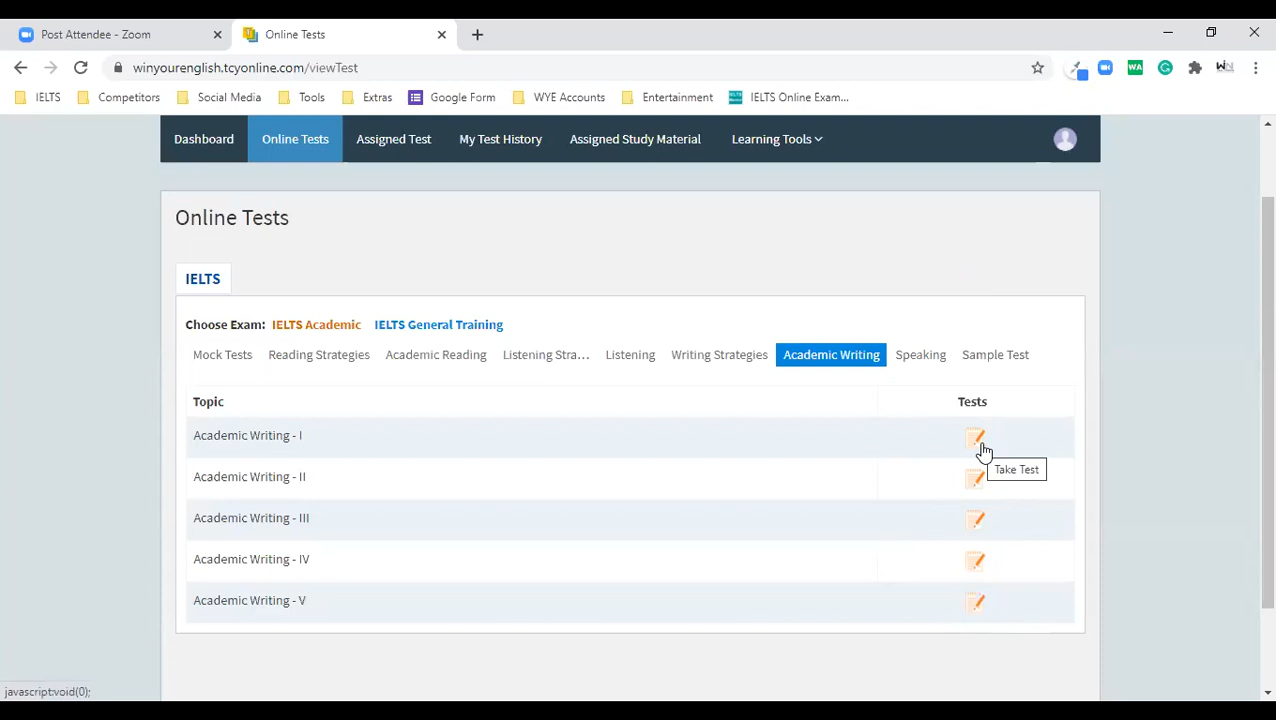 Post Attendee - Zoom
Online Tests
winyourenglish.tcyonline.com/viewTest
IELTS
Competitors
Social Media
Tools
Extras
Google Form
WYE Accounts
Entertainment
IELTS Online Exam...
Dashboard
Online Tests
Assigned Test
My Test History
Assigned Study Material
Learning Tools
Online Tests
IELTS
Choose Exam: IELTS Academic IELTS General Training
Mock Tests
Reading Strategies
Academic Reading
Listening Stra...
Listening
Writing Strategies
Academic Writing
Speaking
Sample Test
Topic
Tests
Academic Writing - I
Take Test
Academic Writing - II
Academic Writing - III
Academic Writing - IV
Academic Writing - V
javascript:void(0);